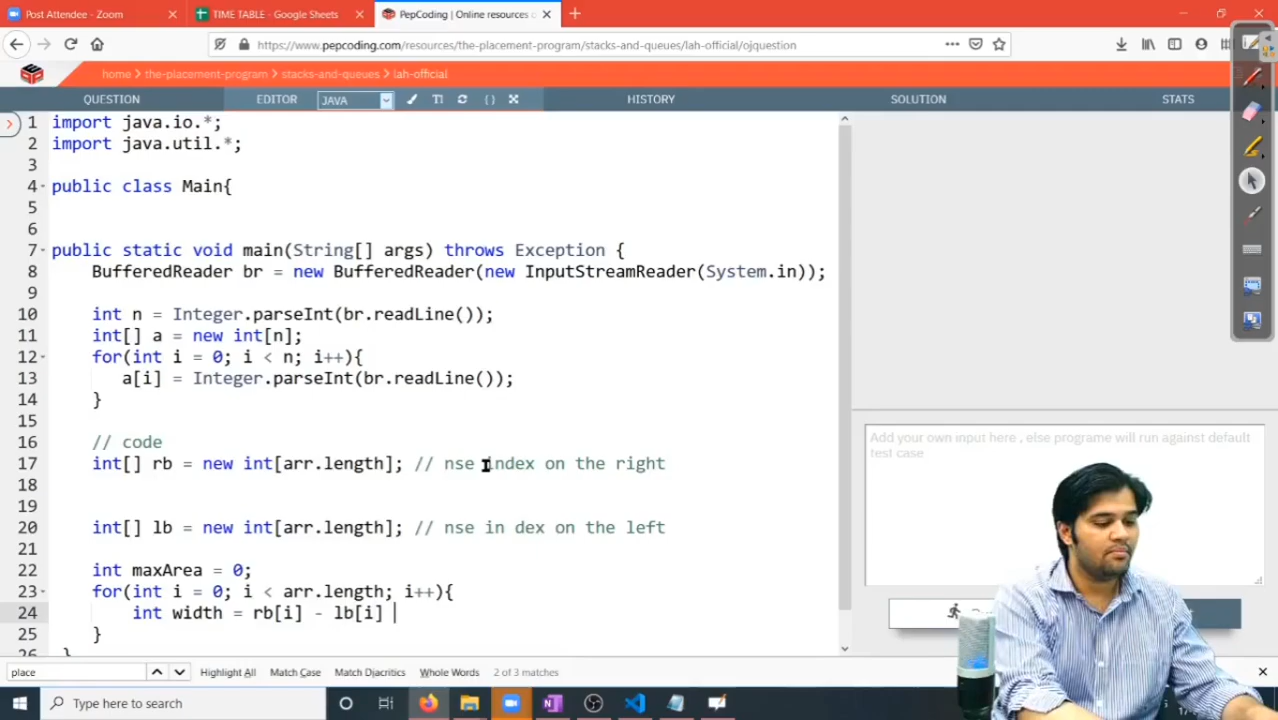 Post Attendee - Zoom
TIME TABLE - Google Sheets
PepCoding | Online resources
https://www.pepcoding.com/resources/the-placement-program/stacks-and-queues/lah-official/ojquestion
home > the-placement-program > stacks-and-queues > lah-official
QUESTION EDITOR JAVA HISTORY SOLUTION STATS
1 import java.io.*;
2 import java.util.*;
3
4 public class Main{
5
6
7 public static void main(String[] args) throws Exception {
8 BufferedReader br = new BufferedReader(new InputStreamReader(System.in));
9
10 int n = Integer.parseInt(br.readLine());
11 int[] a = new int[n];
12 for(int i = 0; i < n; i++){
13 a[i] = Integer.parseInt(br.readLine());
14 }
15
16 // code
17 int[] rb = new int[arr.length]; // nse index on the right
18
19
20 int[] lb = new int[arr.length]; // nse in dex on the left
21
22 int maxArea = 0;
23 for(int i = 0; i < arr.length; i++){
24 int width = rb[i] - lb[i]
25 }
26 }
Add your own input here , else programe will run against default
test case
place Highlight All Match Case Match Diacritics Whole Words 2 of 3 matches
Type here to search